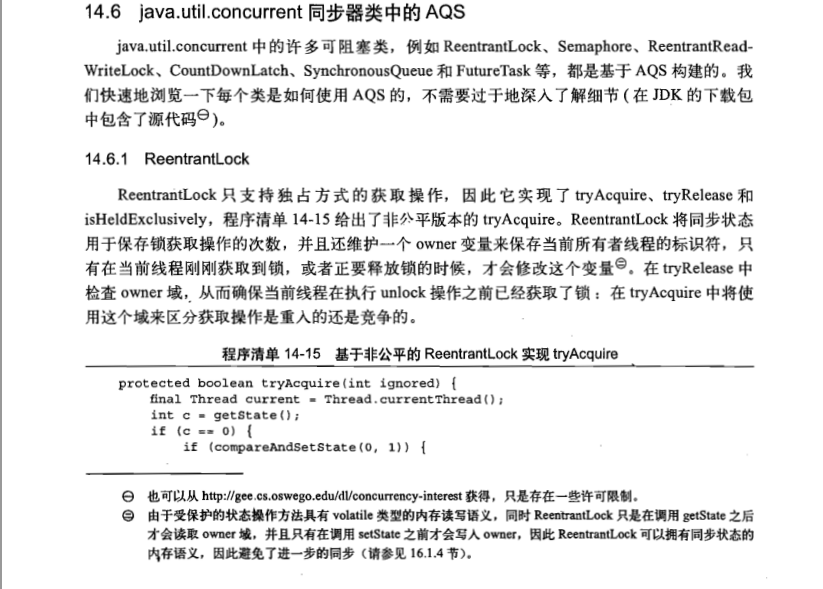 14.6 java.util.concurrent 同步器类中的 AQS
java.util.concurrent 中的许多可阻塞类，例如 ReentrantLock、Semaphore、ReentrantRead-
WriteLock、CountDownLatch、SynchronousQueue 和 FutureTask 等，都是基于 AQS 构建的。我
们快速地浏览一下每个类是如何使用 AQS 的，不需要过于地深入了解细节 ( 在 JDK 的下载包
中包含了源代码㊀)。
14.6.1 ReentrantLock
ReentrantLock 只支持独占方式的获取操作，因此它实现了 tryAcquire、tryRelease 和
isHeldExclusively，程序清单 14-15 给出了非公平版本的 tryAcquire。ReentrantLock 将同步状态
用于保存锁获取操作的次数，并且还维护一个 owner 变量来保存当前所有者线程的标识符，只
有在当前线程刚刚获取到锁，或者正要释放锁的时候，才会修改这个变量㊁。在 tryRelease 中
检查 owner 域，从而确保当前线程在执行 unlock 操作之前已经获取了锁：在 tryAcquire 中将使
用这个域来区分获取操作是重入的还是竞争的。
程序清单 14-15 基于非公平的 ReentrantLock 实现 tryAcquire
protected boolean tryAcquire(int ignored) {
final Thread current = Thread.currentThread();
int c = getState();
if (c == 0) {
if (compareAndSetState(0, 1)) {
㊀ 也可以从 http://gee.cs.oswego.edu/dl/concurrency-interest 获得，只是存在一些许可限制。
㊁ 由于受保护的状态操作方法具有 volatile 类型的内存读写语义，同时 ReentrantLock 只是在调用 getState 之后
才会读取 owner 域，并且只有在调用 setState 之前才会写入 owner，因此 ReentrantLock 可以拥有同步状态的
内存语义，因此避免了进一步的同步（请参见 16.1.4 节）。